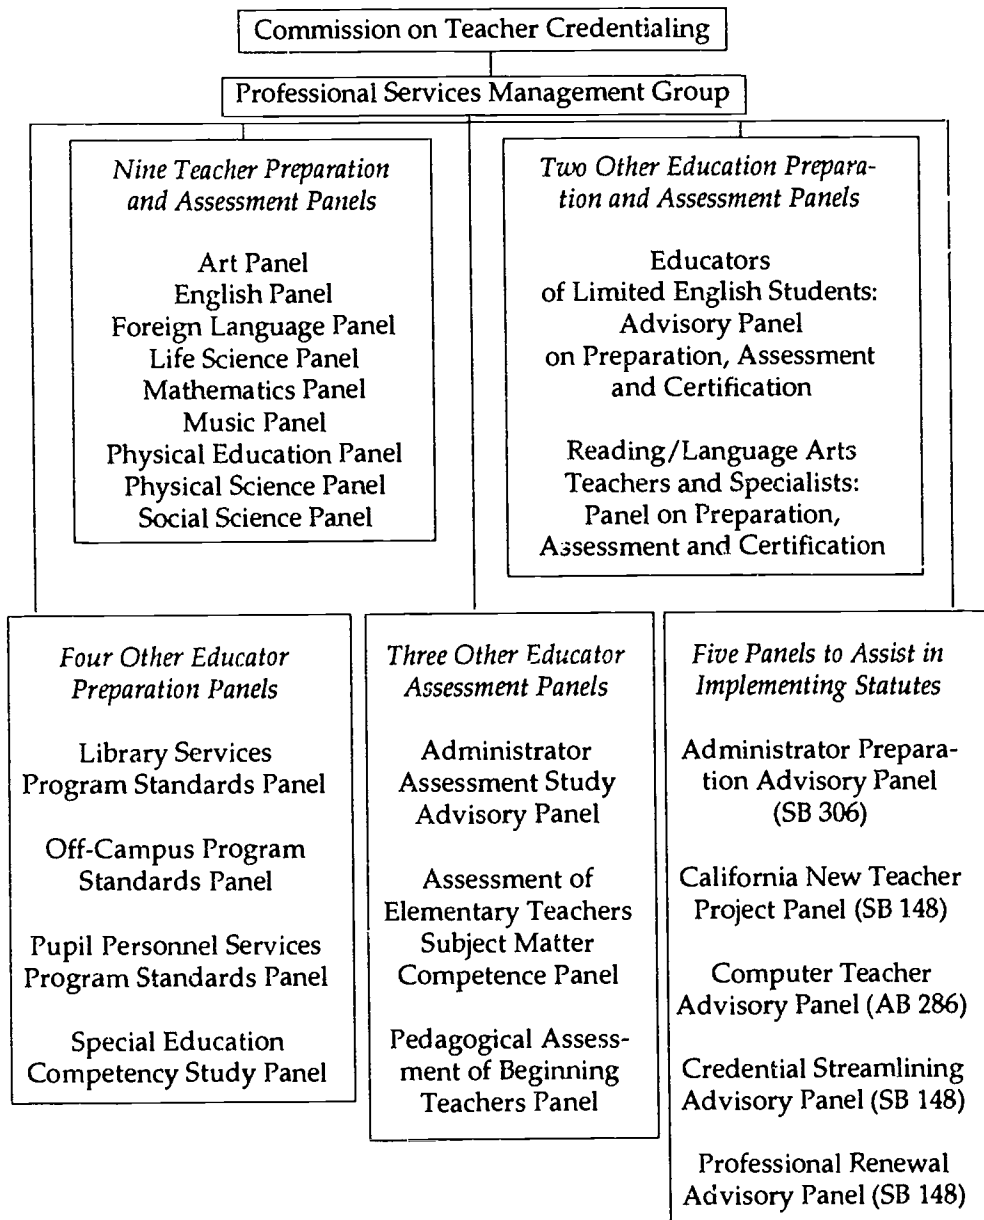 Commission on Teacher Credentialing
Professional Services Management Group
Nine Teacher Preparation
and Assessment Panels
Art Panel
English Panel
Foreign Language Panel
Life Science Panel
Mathematics Panel
Music Panel
Physical Education Panel
Physical Science Panel
Social Science Panel
Two Other Education Prepara-
tion and Assessment Panels
Educators
of Limited English Students:
Advisory Panel
on Preparation, Assessment
and Certification
Reading/Language Arts
Teachers and Specialists:
Panel on Preparation,
Assessment and Certification
Four Other Educator
Preparation Panels
Library Services
Program Standards Panel
Off-Campus Program
Standards Panel
Pupil Personnel Services
Program Standards Panel
Special Education
Competency Study Panel
Three Other Educator
Assessment Panels
Administrator
Assessment Study
Advisory Panel
Assessment of
Elementary Teachers
Subject Matter
Competence Panel
Pedagogical Assess-
ment of Beginning
Teachers Panel
Five Panels to Assist in
Implementing Statutes
Administrator Prepara-
tion Advisory Panel
(SB 306)
California New Teacher
Project Panel (SB 148)
Computer Teacher
Advisory Panel (AB 286)
Credential Streamlining
Advisory Panel (SB 148)
Professional Renewal
Advisory Panel (SB 148)